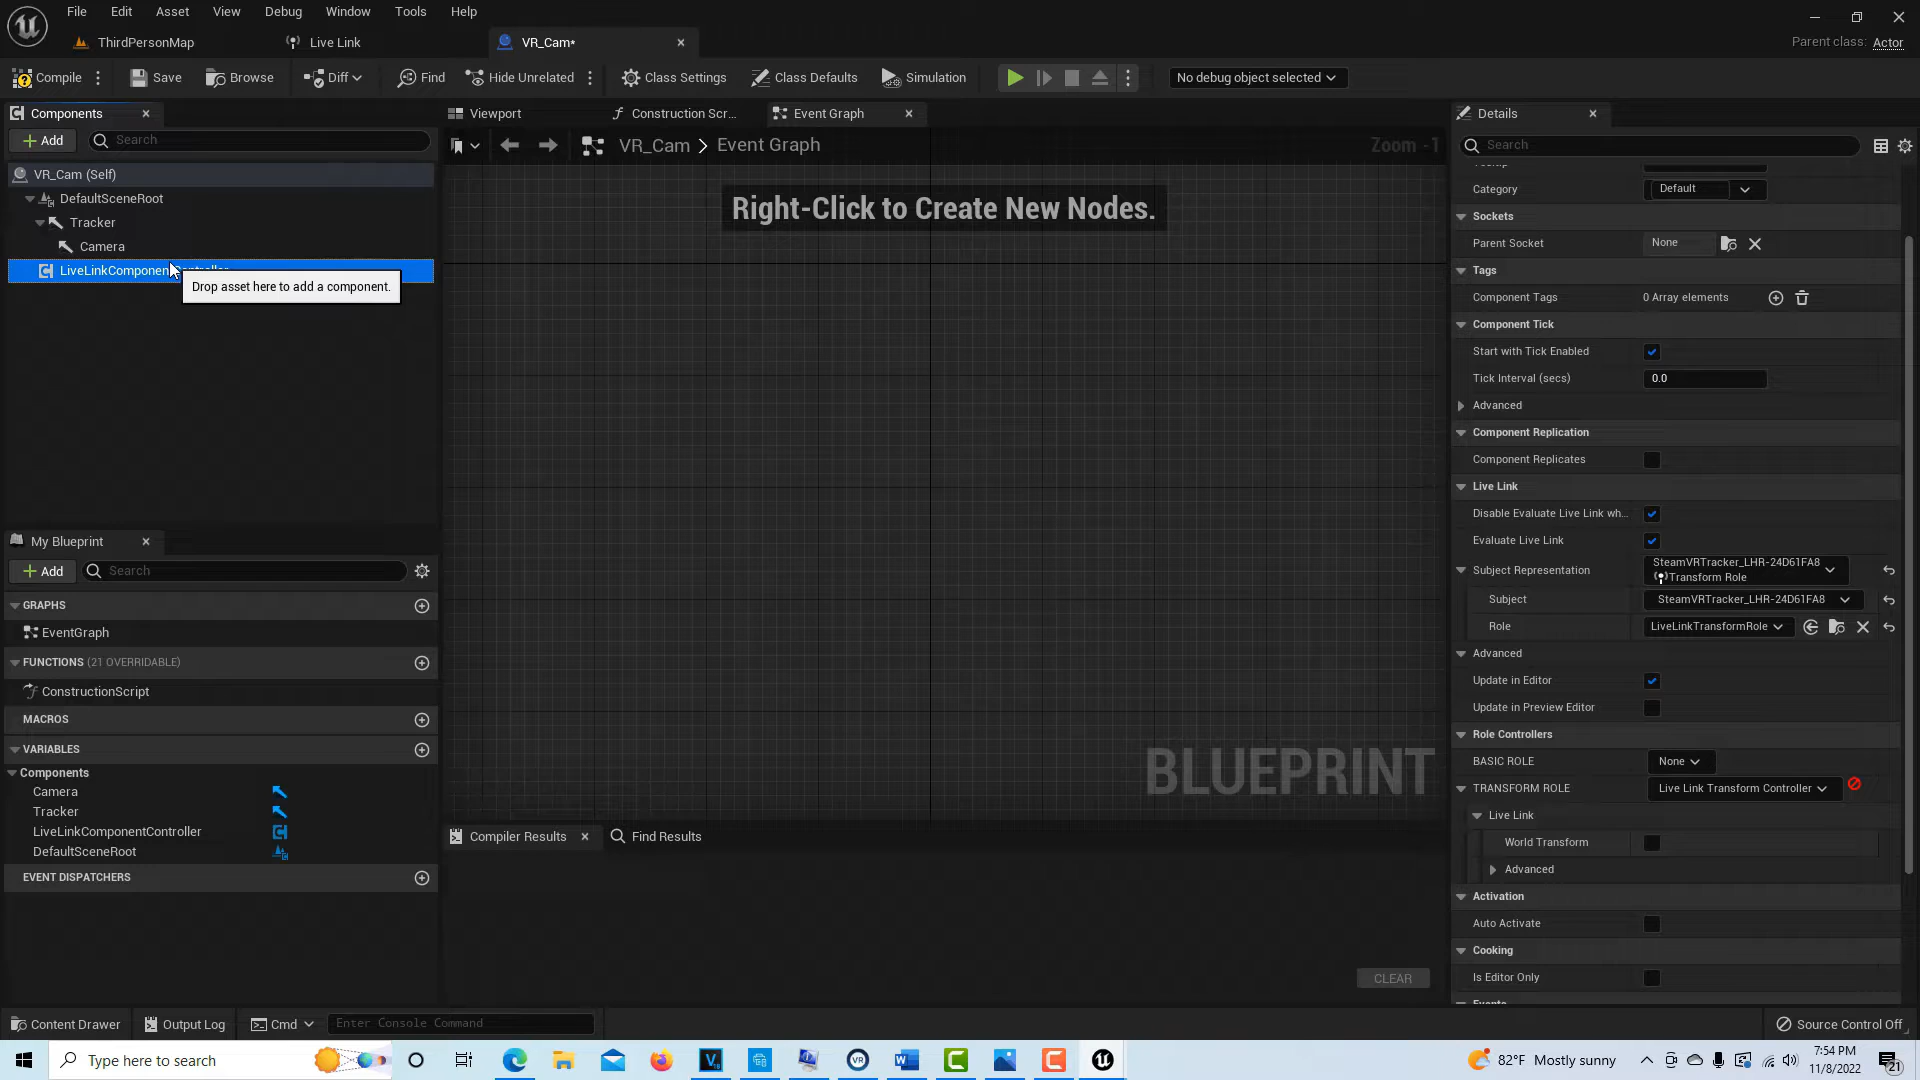 File Edit Asset View Debug Window Tools Help
ThirdPersonMap Live Link VR_Cam*
Parent class: Actor
Compile Save Browse Diff Find Hide Unrelated Class Settings Class Defaults Simulation No debug object selected
Components
Add Search
VR_Cam (Self)
DefaultSceneRoot
Tracker
Camera
Drop asset here to add a component.
My Blueprint
Add Search
GRAPHS
EventGraph
FUNCTIONS (21 OVERRIDABLE)
ConstructionScript
MACROS
VARIABLES
Components
Camera
Tracker
LiveLinkComponentController
DefaultSceneRoot
EVENT DISPATCHERS
Viewport Construction Scr... Event Graph
VR_Cam > Event Graph
Zoom -1
Right-Click to Create New Nodes.
BLUEPRINT
Compiler Results Find Results
CLEAR
Details
Search
Category Default
Sockets
Parent Socket None
Tags
Component Tags 0 Array elements
Component Tick
Start with Tick Enabled
Tick Interval (secs) 0.0
Advanced
Component Replication
Component Replicates
Live Link
Disable Evaluate Live Link wh...
Evaluate Live Link
Subject Representation SteamVRTracker_LHR-24D61FA8
Transform Role
Subject SteamVRTracker_LHR-24D61FA8
Role LiveLinkTransformRole
Advanced
Update in Editor
Update in Preview Editor
Role Controllers
BASIC ROLE None
TRANSFORM ROLE Live Link Transform Controller
Live Link
World Transform
Advanced
Activation
Auto Activate
Cooking
Is Editor Only
Content Drawer Output Log Cmd Enter Console Command
Source Control Off
Type here to search
82°F Mostly sunny
7:54 PM
11/8/2022
21